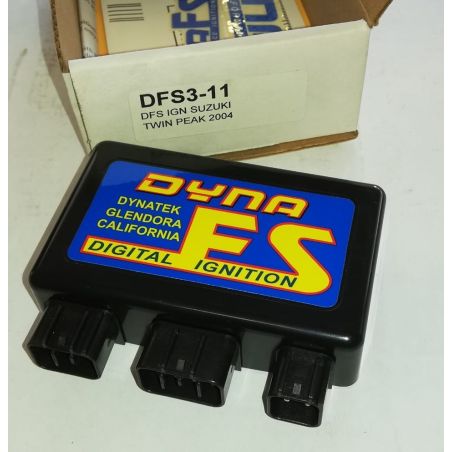 DFS3-11
DFS IGN SUZUKI
TWIN PEAK 2004
DYNA
DYNATEK
GLENDORA
CALIFORNIA
FS
DIGITAL IGNITION